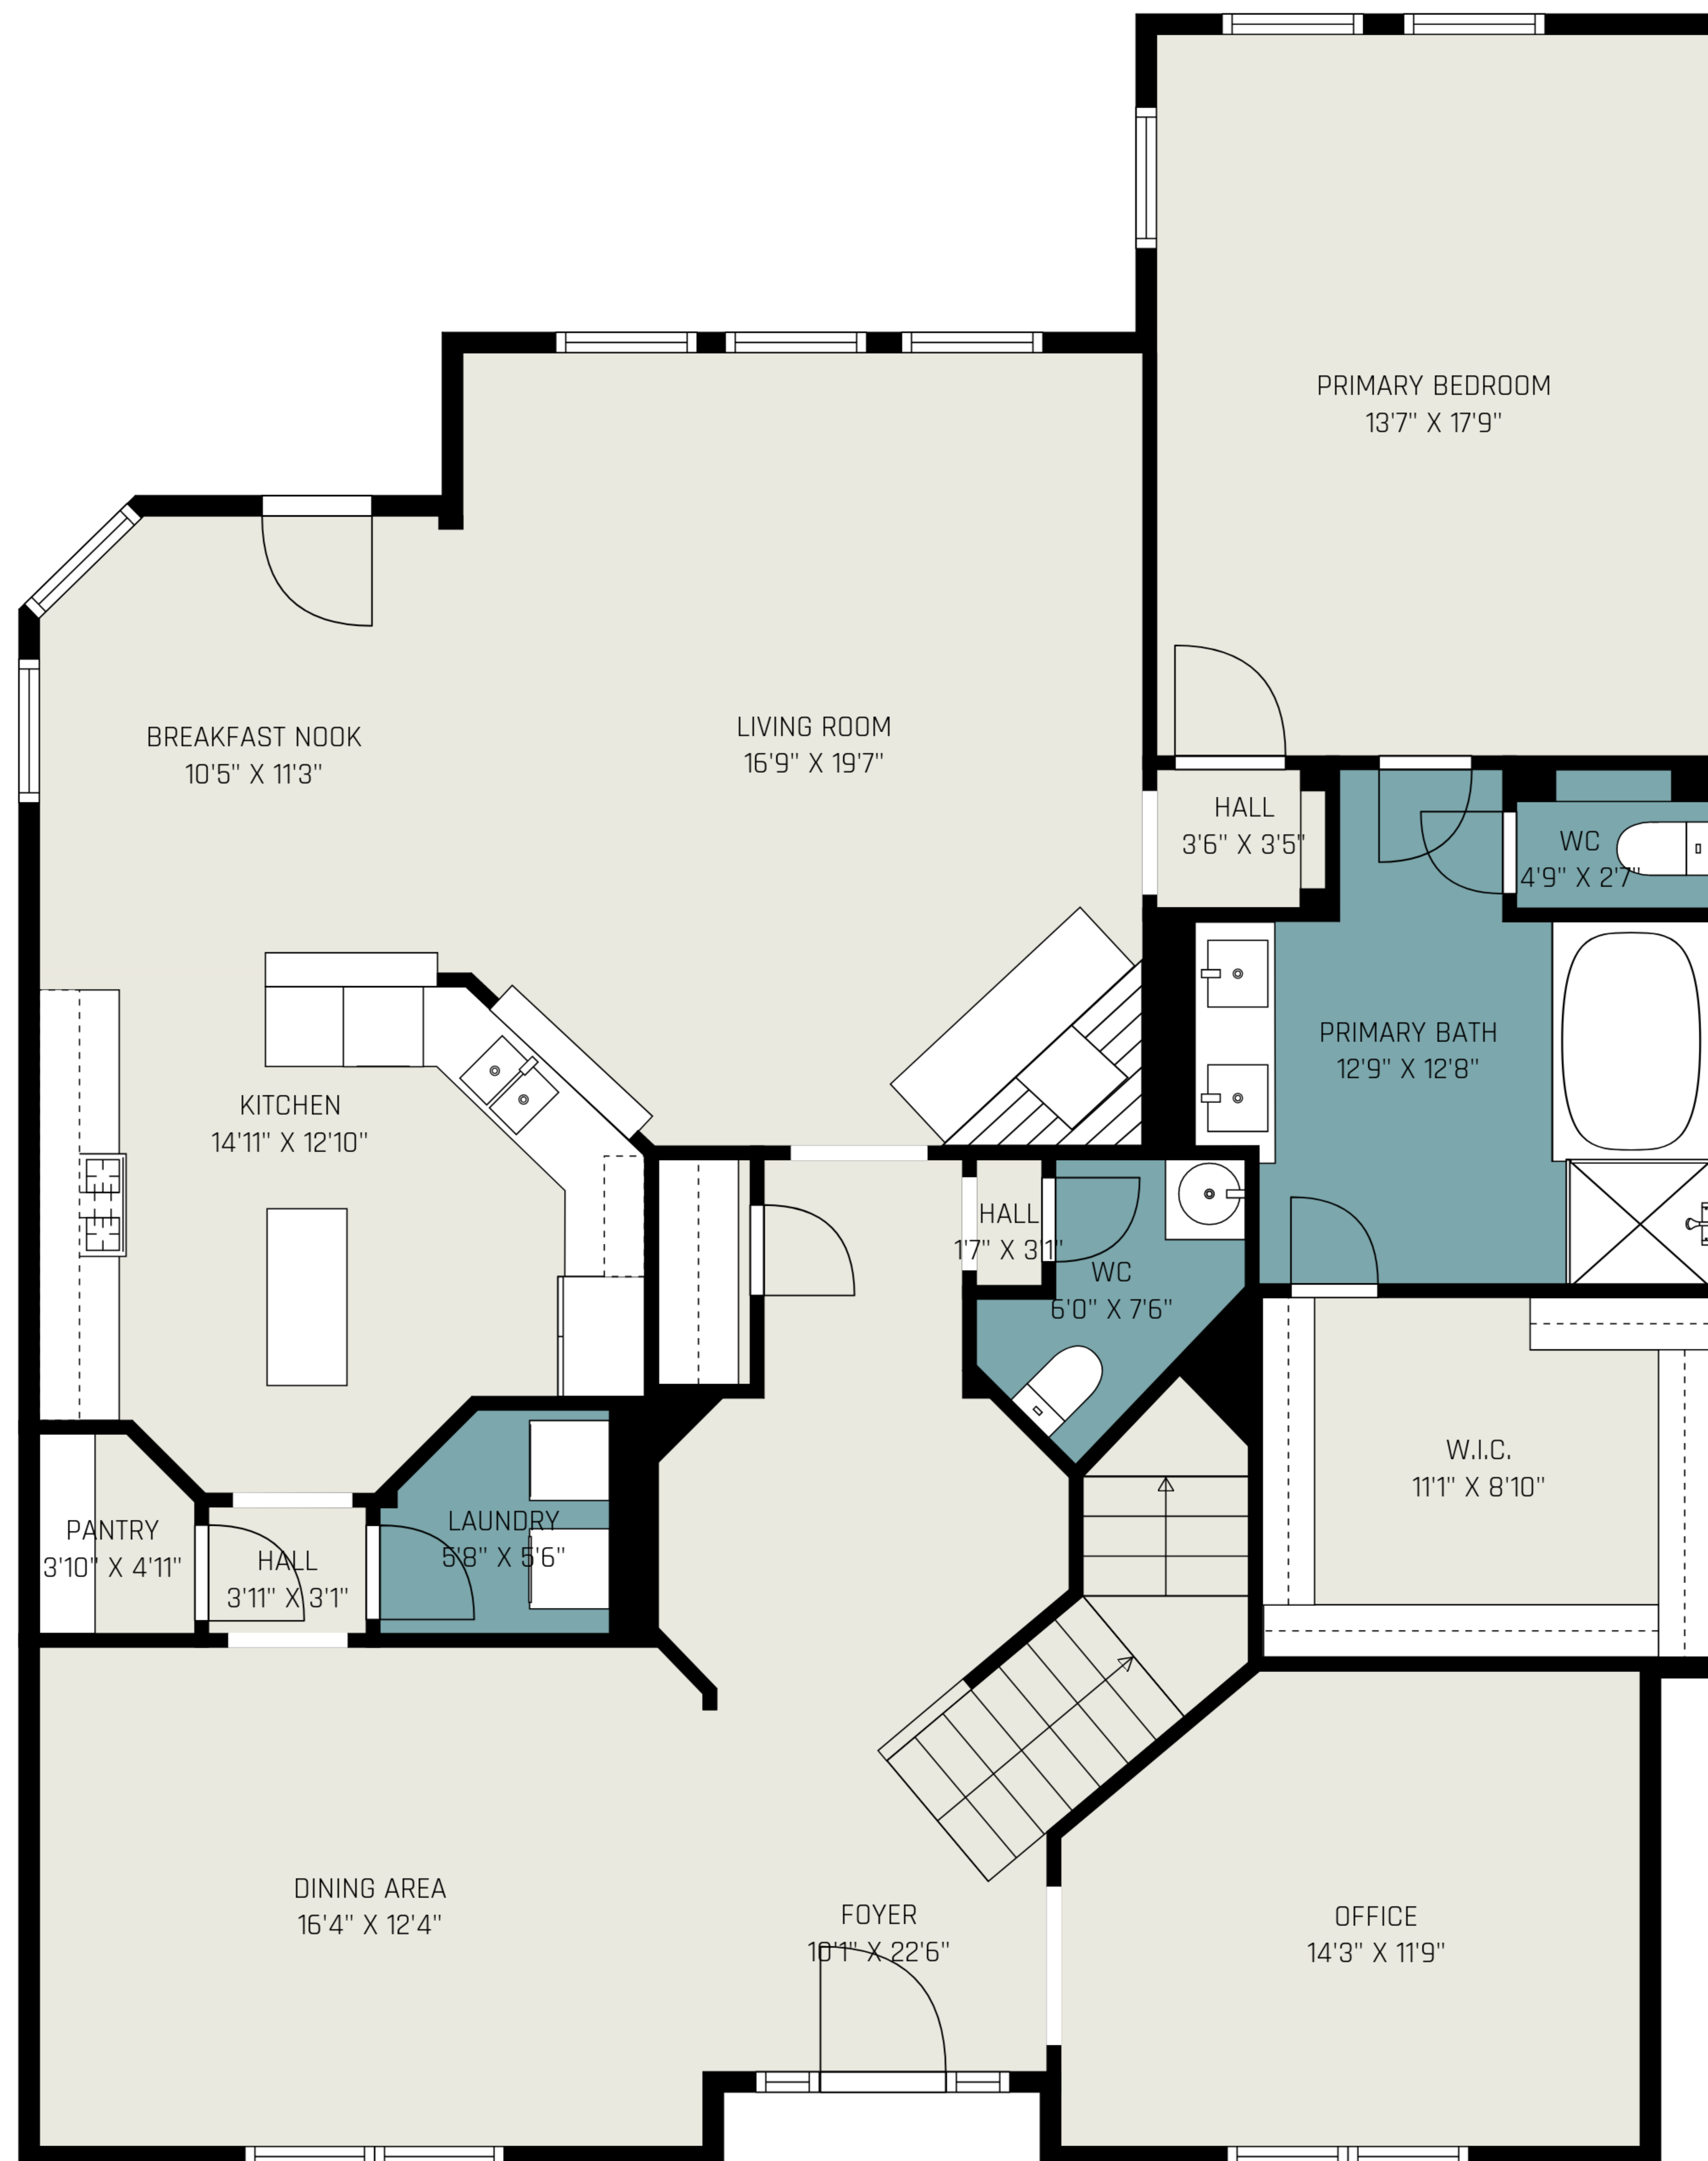 PRIMARY BEDROOM
13'7" X 17'9"
LIVING ROOM
16'9" X 19'7"
BREAKFAST NOOK
10'5" X 11'3"
HALL
3'6" X 3'5"
WC
4'9" X 2'7"
PRIMARY BATH
12'9" X 12'8"
KITCHEN
14'11" X 12'10"
HALL
1'7" X 3'1"
WC
6'0" X 7'6"
W.I.C.
11'1" X 8'10"
PANTRY
3'10" X 4'11"
HALL
3'11" X 3'1"
LAUNDRY
5'8" X 5'6"
DINING AREA
16'4" X 12'4"
FOYER
10'1" X 22'6"
OFFICE
14'3" X 11'9"